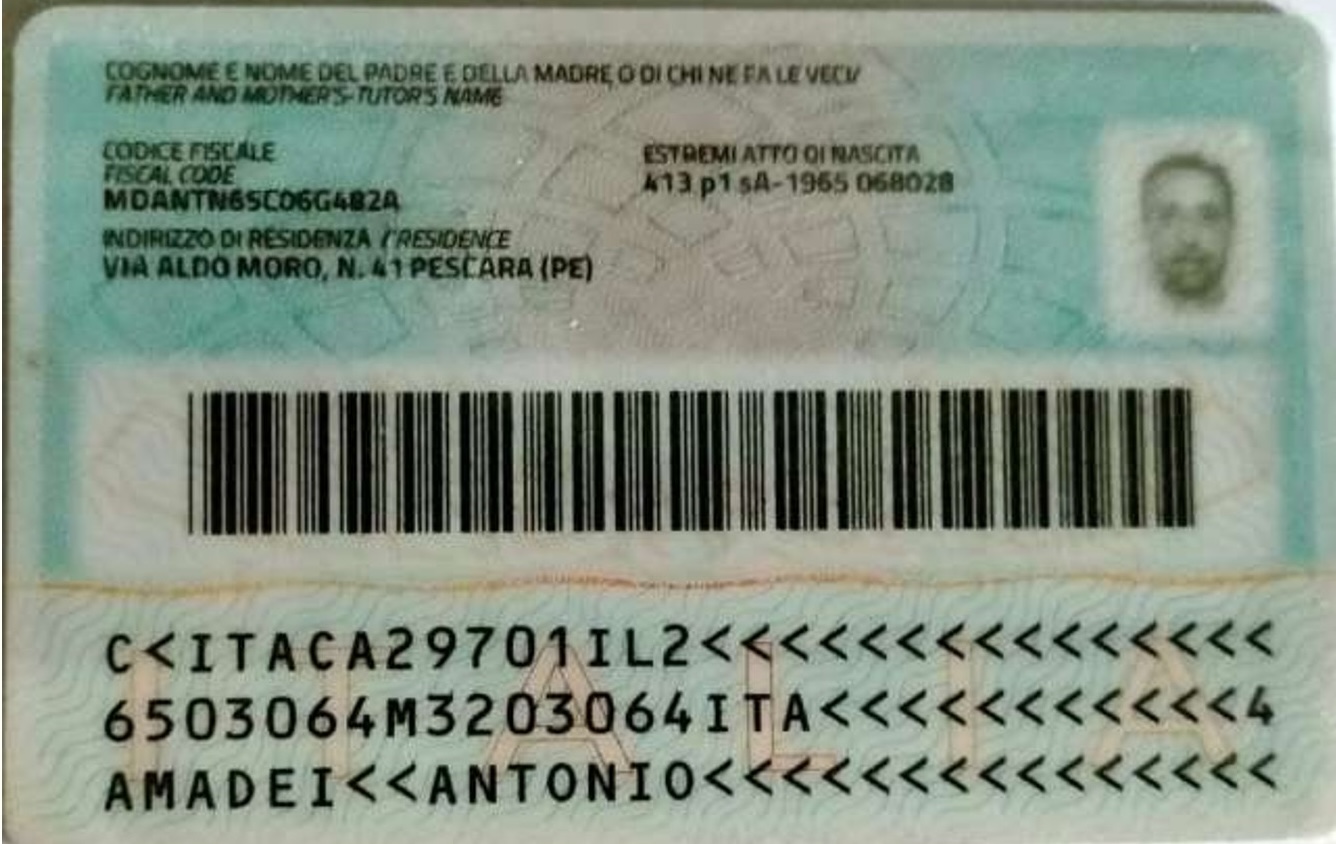 COGNOME E NOME DEL PADRE E DELLA MADRE O DI CHI NE FA LE VECI/
FATHER AND MOTHER'S-TUTOR'S NAME
CODICE FISCALE
FISCAL CODE
MDANTN65C06G482A
ESTREMI ATTO DI NASCITA
413 p1 sA-1965 068028
INDIRIZZO DI RESIDENZA / RESIDENCE
VIA ALDO MORO, N. 41 PESCARA (PE)
C<ITACA29701IL2<<<<<<<<<<<<<<<
6503064M3203064ITA<<<<<<<<<<<4
AMADEI<<ANTONIO<<<<<<<<<<<<<<<
ITALIA